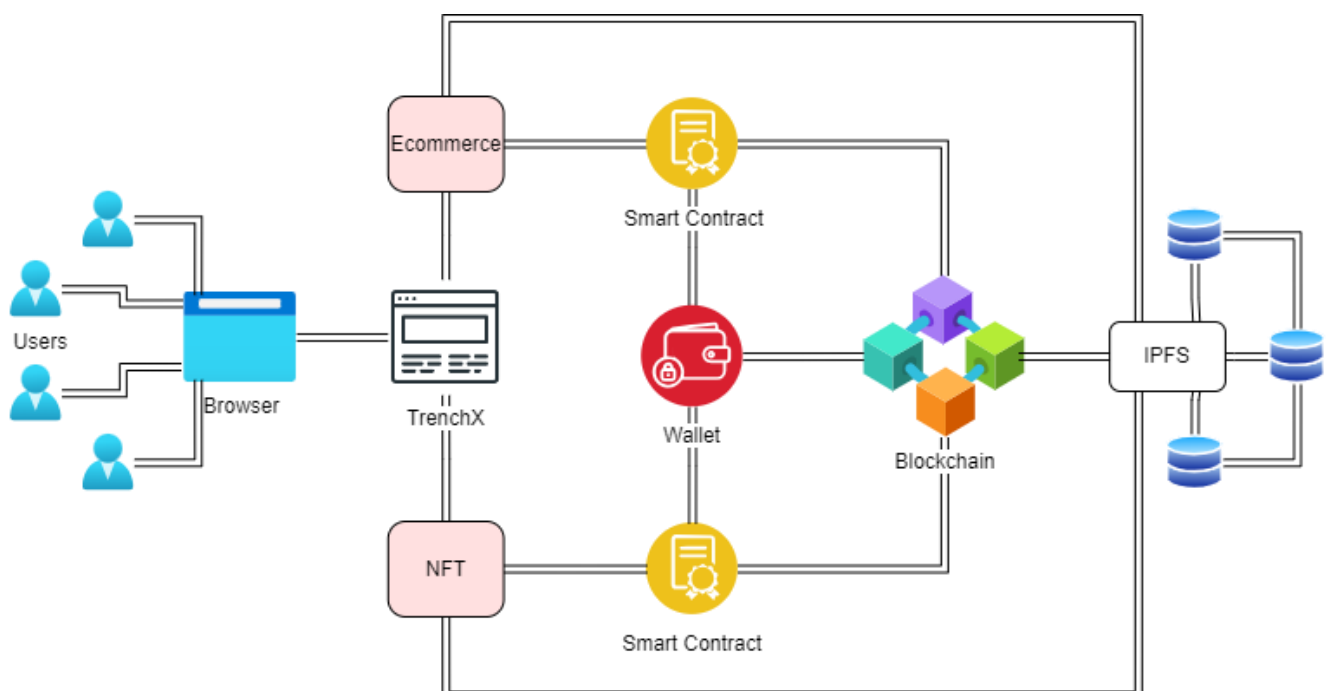 Ecommerce
Smart Contract
Users
Browser
TrenchX
Wallet
Blockchain
IPFS
NFT
Smart Contract